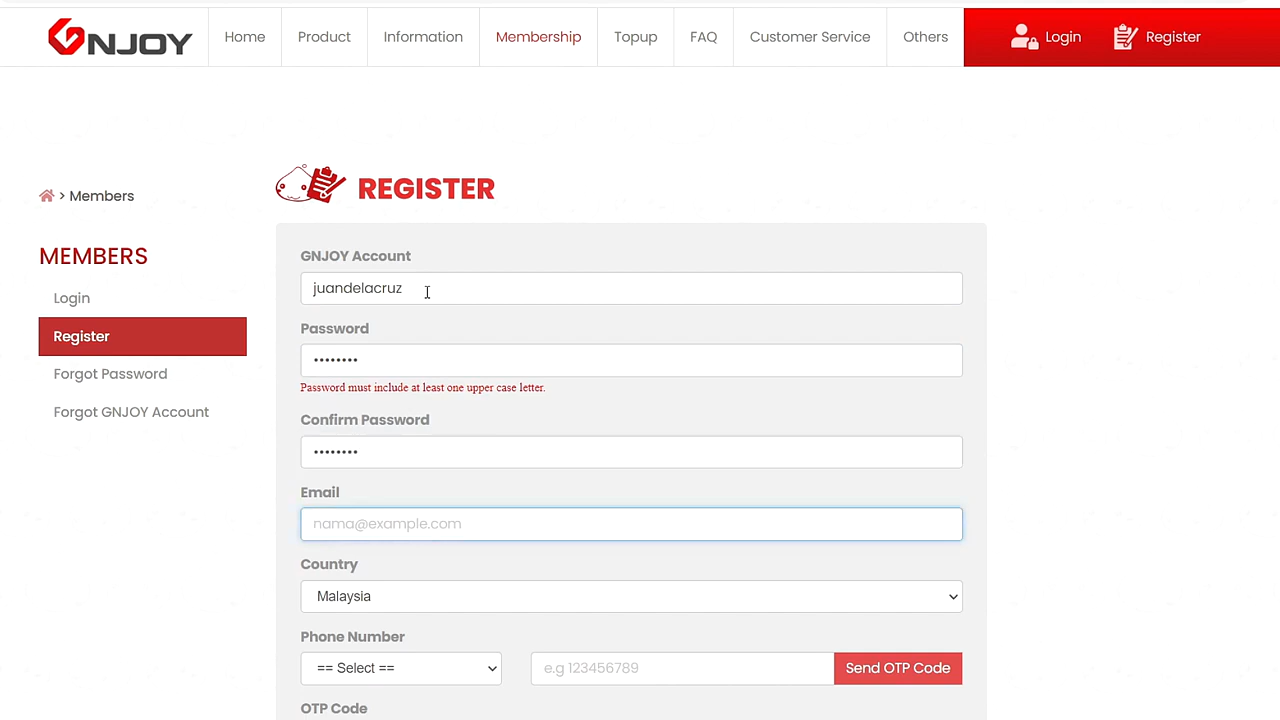 GNJOY
Home
Product
Information
Membership
Topup
FAQ
Customer Service
Others
Login
Register
> Members
REGISTER
MEMBERS
Login
Register
Forgot Password
Forgot GNJOY Account
GNJOY Account
juandelacruz
Password
••••••••
Password must include at least one upper case letter.
Confirm Password
••••••••
Email
nama@example.com
Country
Malaysia
Phone Number
== Select ==
e.g 123456789
Send OTP Code
OTP Code